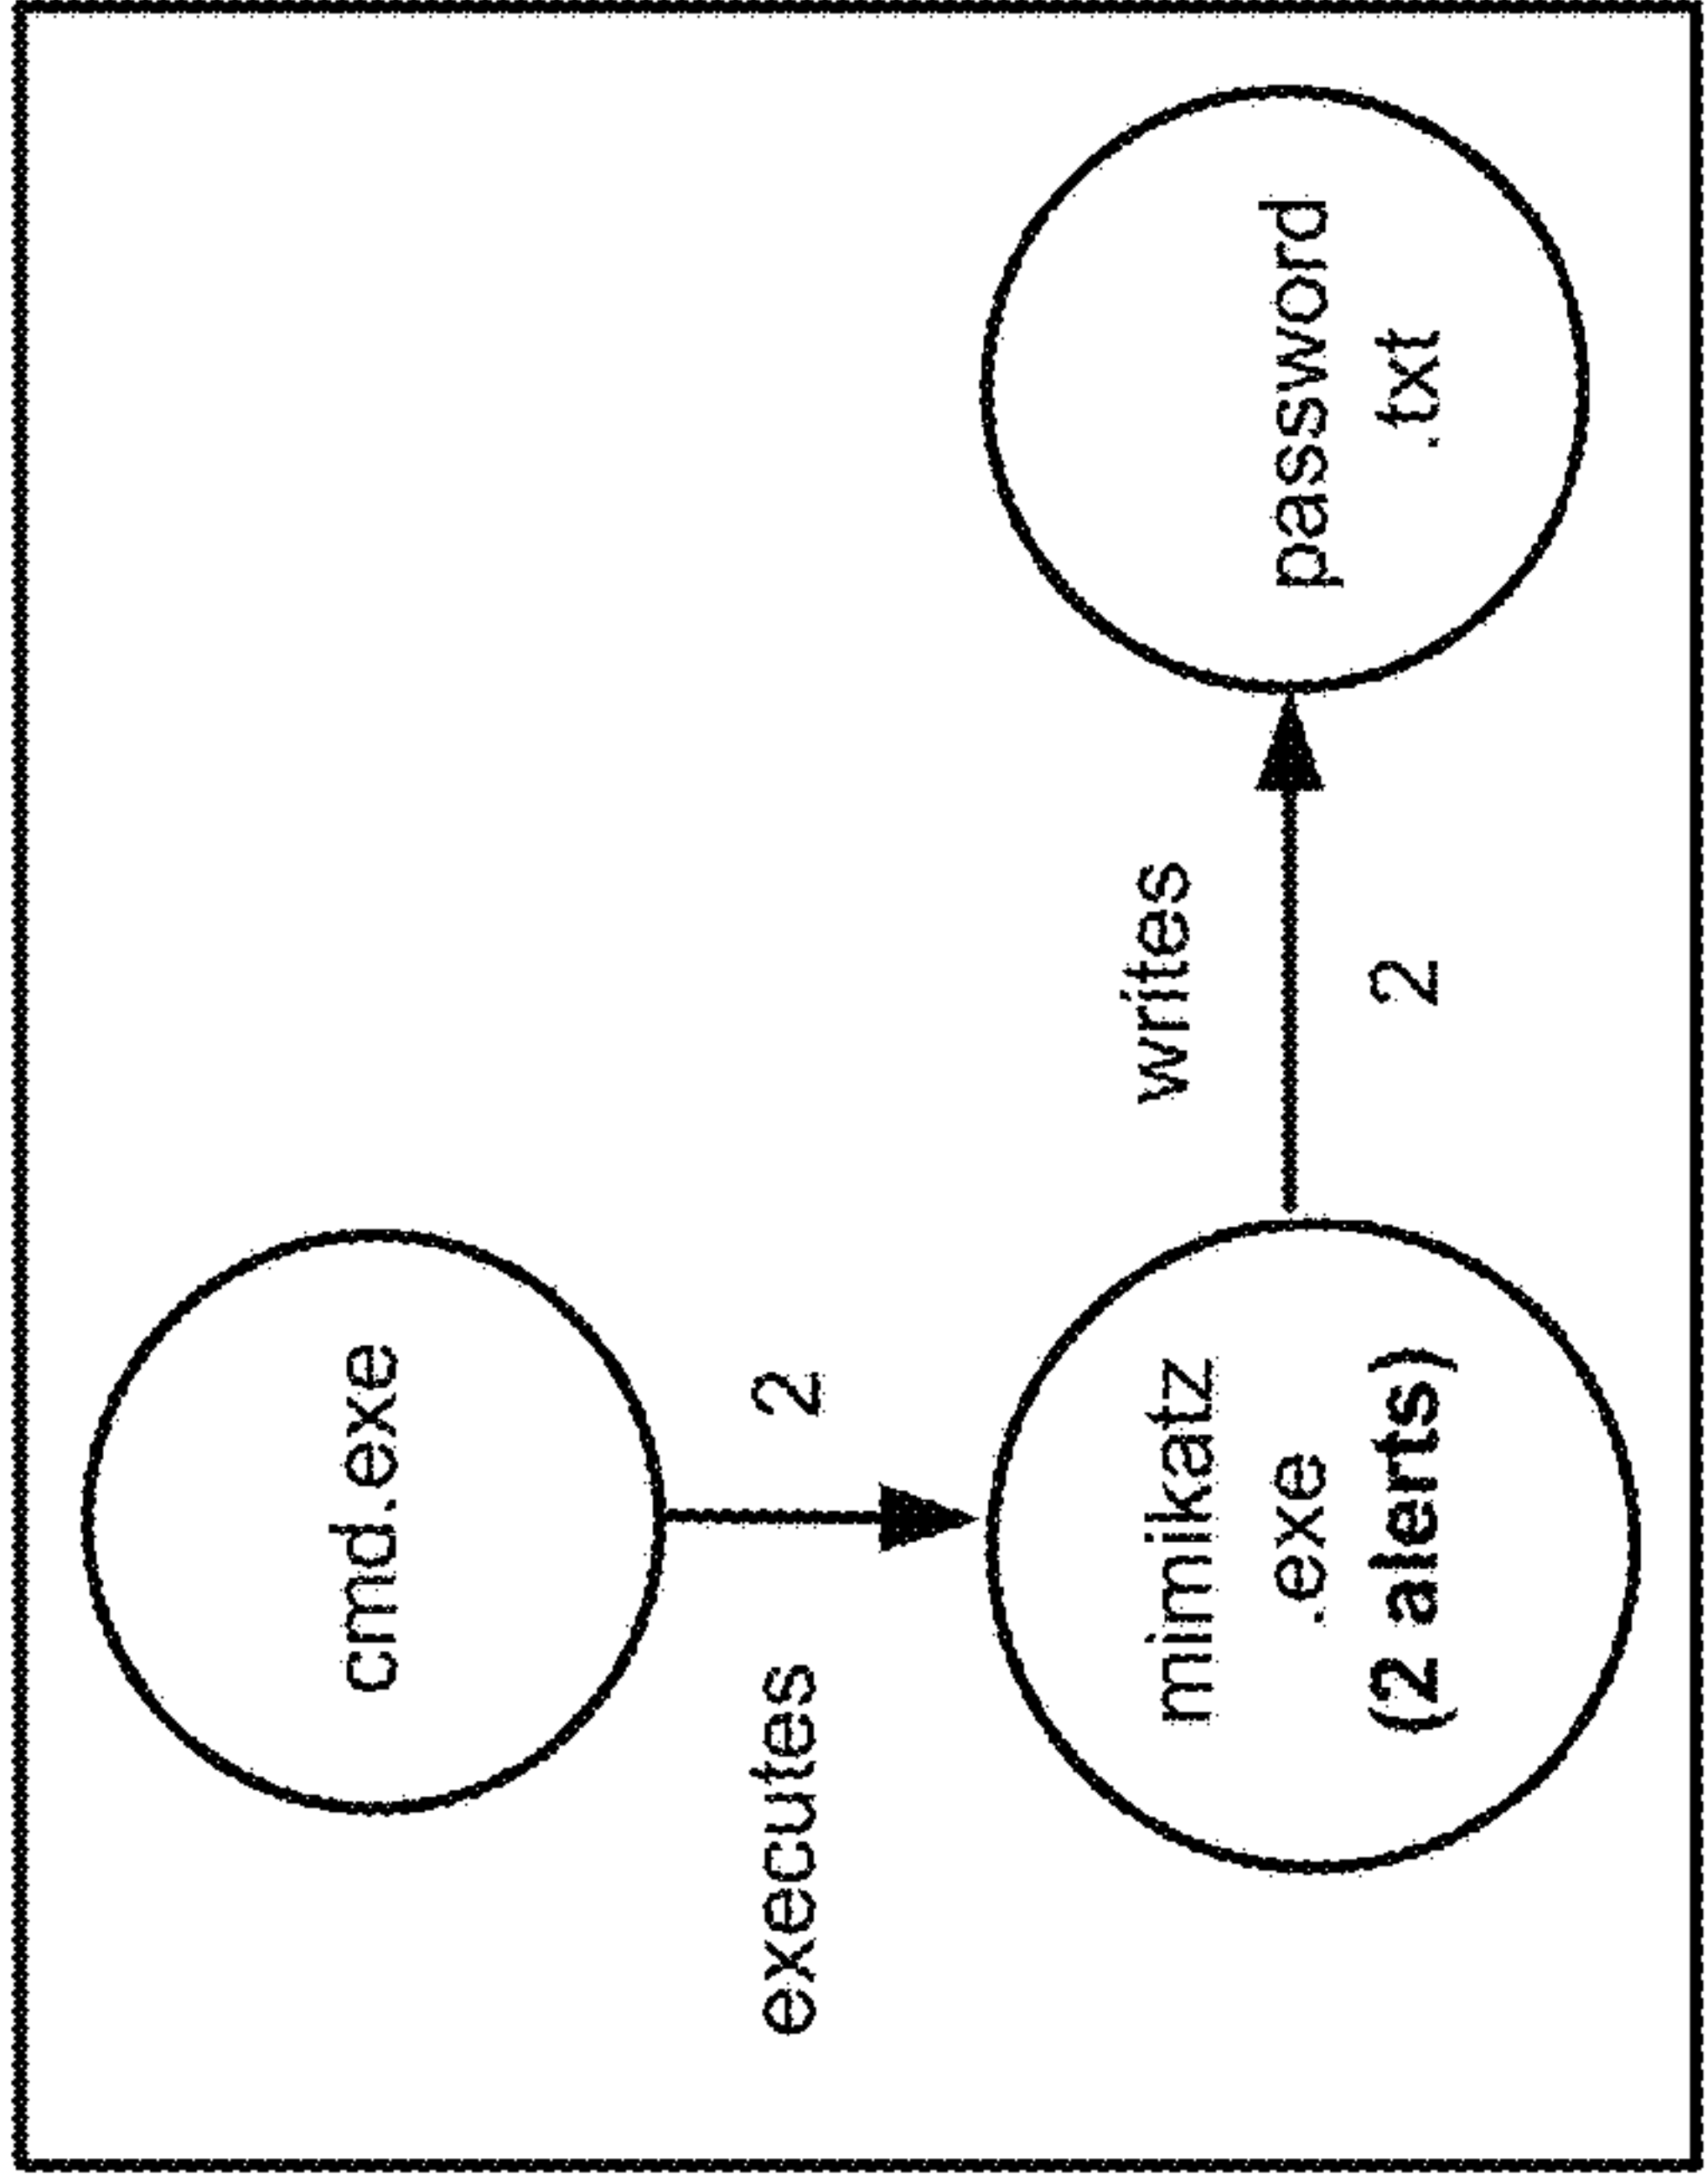 cmd.exe
executes
2
mimikatz
.exe
(2 alerts)
writes
2
password
.txt